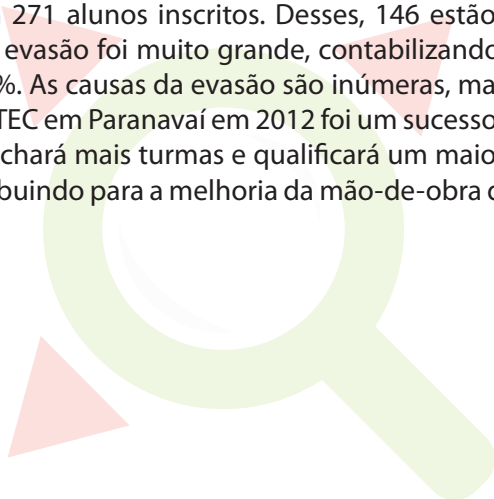 271 alunos inscritos. Desses, 146 estão
evasão foi muito grande, contabilizando
%. As causas da evasão são inúmeras, ma
TEC em Paranavaí em 2012 foi um sucesso
chará mais turmas e qualificará um maio
buindo para a melhoria da mão-de-obra